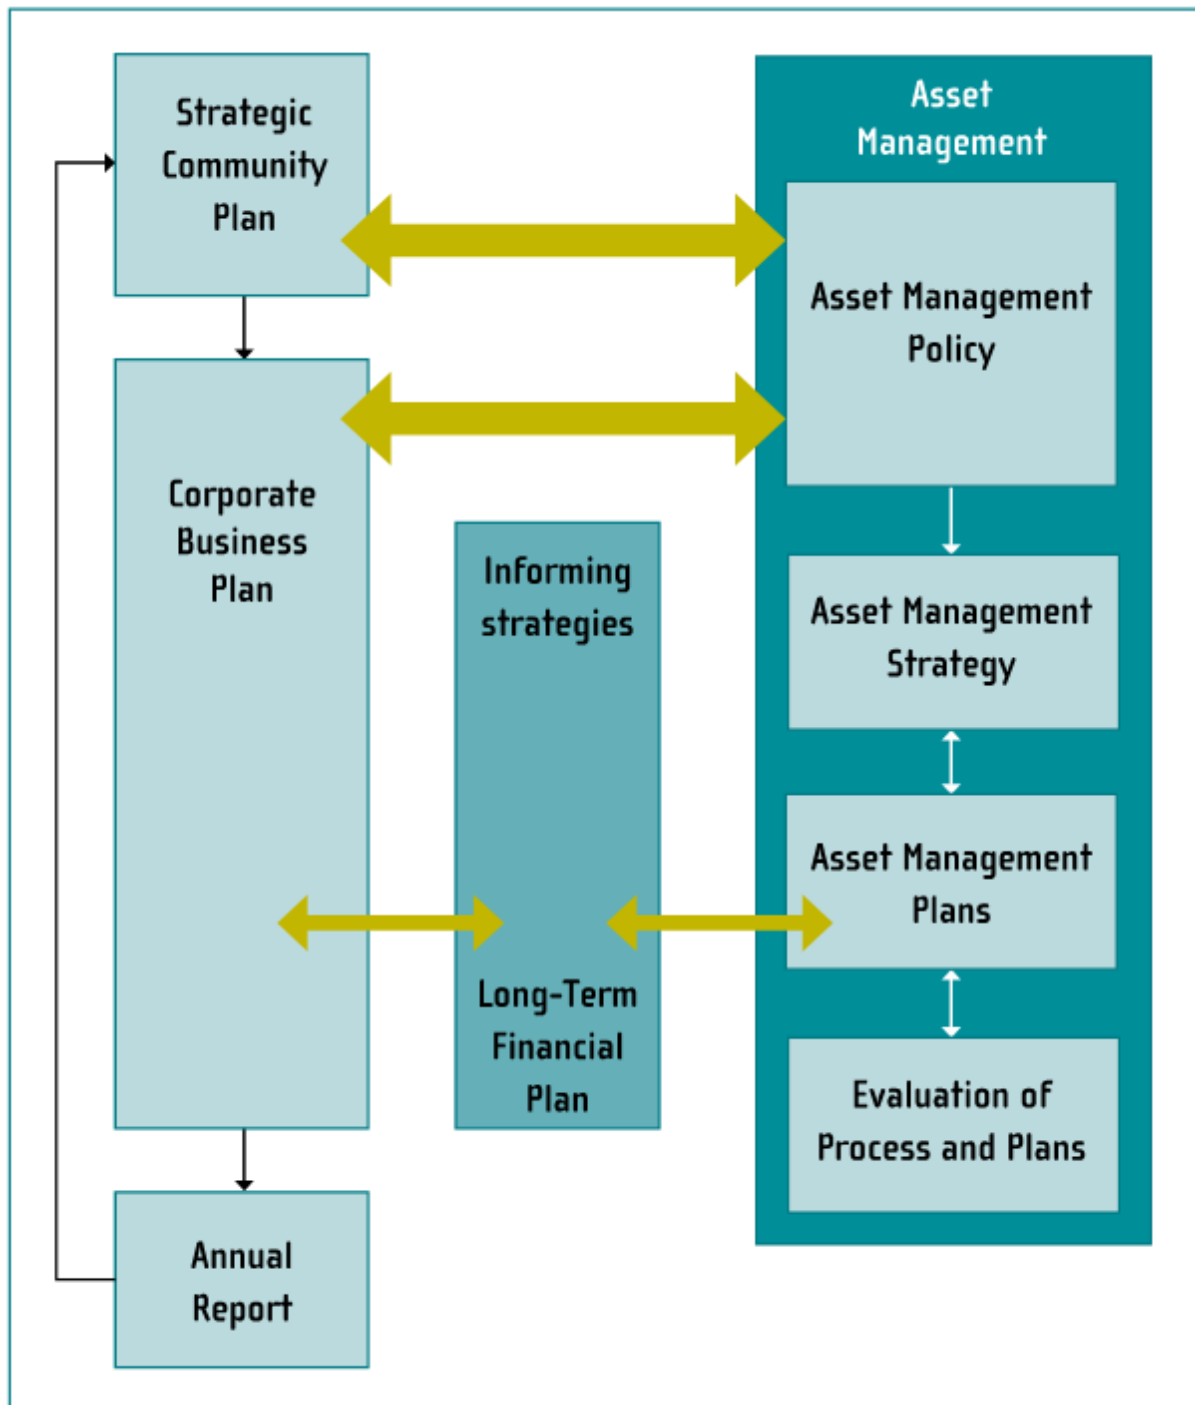 Strategic
Community
Plan
Corporate
Business
Plan
Annual
Report
Informing
strategies
Long-Term
Financial
Plan
Asset
Management
Asset Management
Policy
Asset Management
Strategy
Asset Management
Plans
Evaluation of
Process and Plans